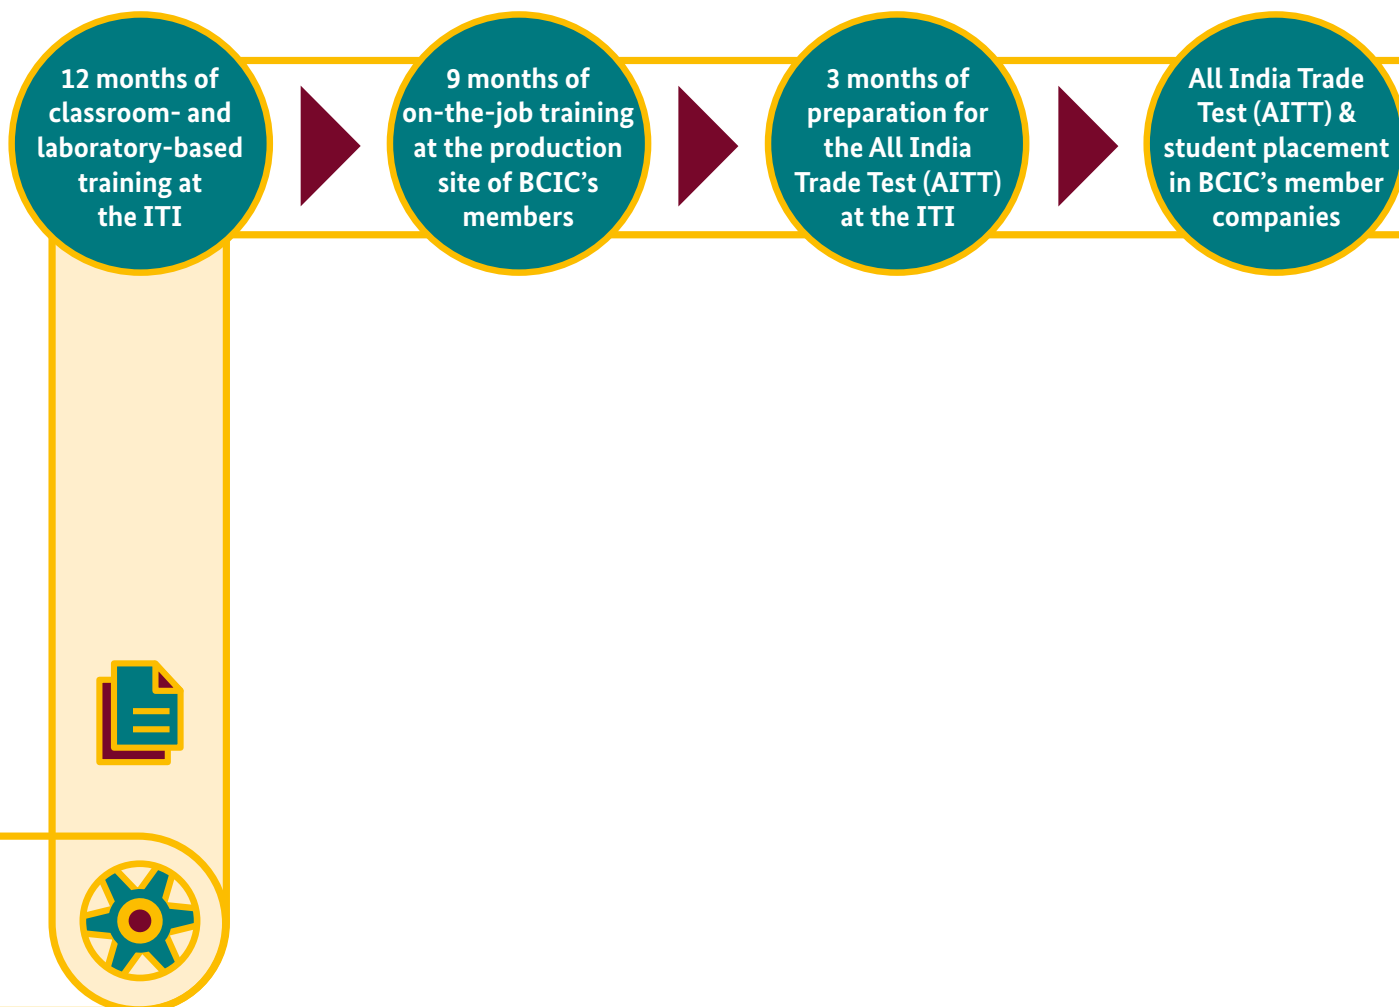 12 months of
classroom- and
laboratory-based
training at
the ITI
9 months of
on-the-job training
at the production
site of BCIC’s
members
3 months of
preparation for
the All India
Trade Test (AITT)
at the ITI
All India Trade
Test (AITT) &
student placement
in BCIC’s member
companies